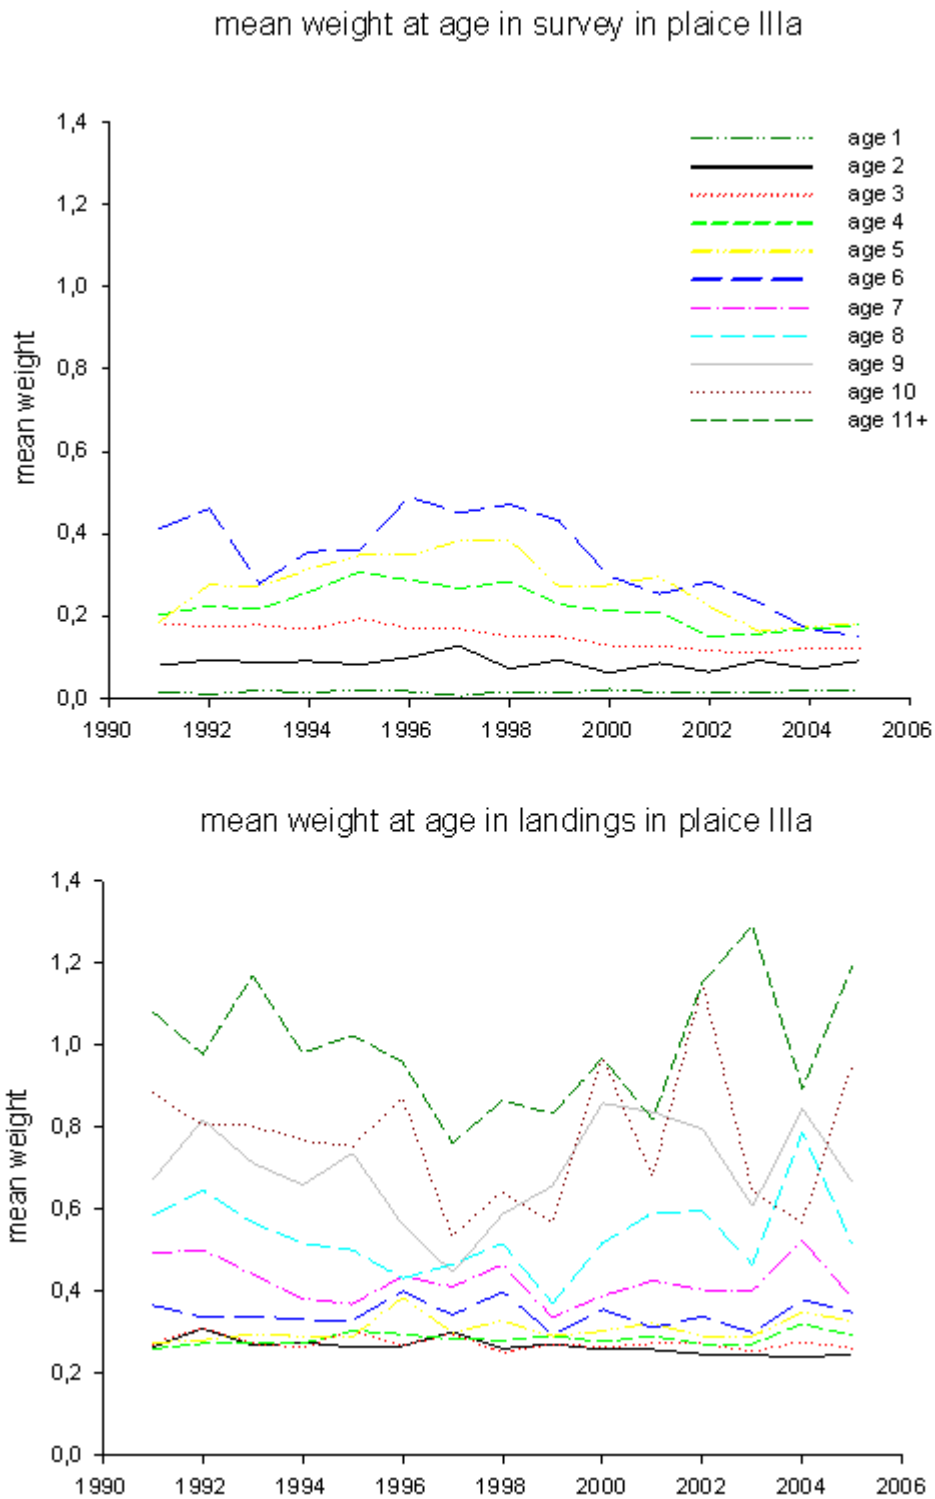 mean weight at age in survey in plaice IIIa
1,4
1,2
1,0
0,8
0,6
0,4
0,2
0,0
mean weight
age 1
age 2
age 3
age 4
age 5
age 6
age 7
age 8
age 9
age 10
age 11+
1990 1992 1994 1996 1998 2000 2002 2004 2006
mean weight at age in landings in plaice IIIa
1,4
1,2
1,0
0,8
0,6
0,4
0,2
0,0
mean weight
1990 1992 1994 1996 1998 2000 2002 2004 2006